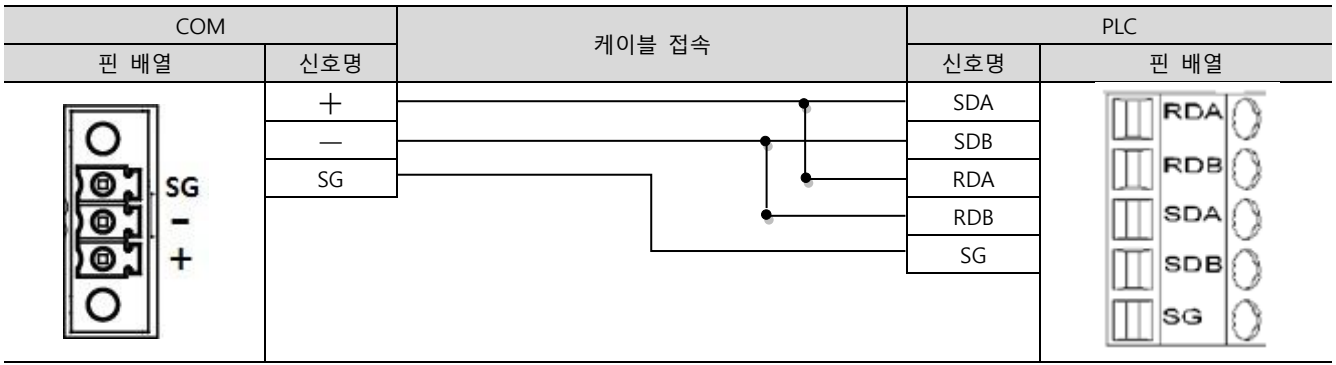 COM 케이블 접속 PLC
핀 배열 신호명 신호명 핀 배열
+ SDA
— SDB
SG RDA
RDB
SG
SG
-
+
RDA
RDB
SDA
SDB
SG